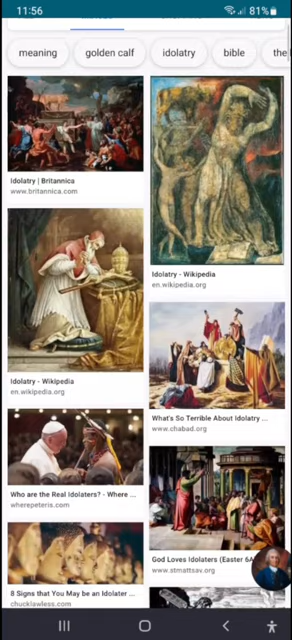 11:56
81%
meaning
golden calf
idolatry
bible
the
Idolatry | Britannica
www.britannica.com
Idolatry - Wikipedia
en.wikipedia.org
Idolatry - Wikipedia
en.wikipedia.org
What's So Terrible About Idolatry ...
www.chabad.org
Who are the Real Idolaters? - Where ...
wherepeteris.com
God Loves Idolaters (Easter 6A
www.stmattsav.org
8 Signs that You May be an Idolater ...
chucklawless.com